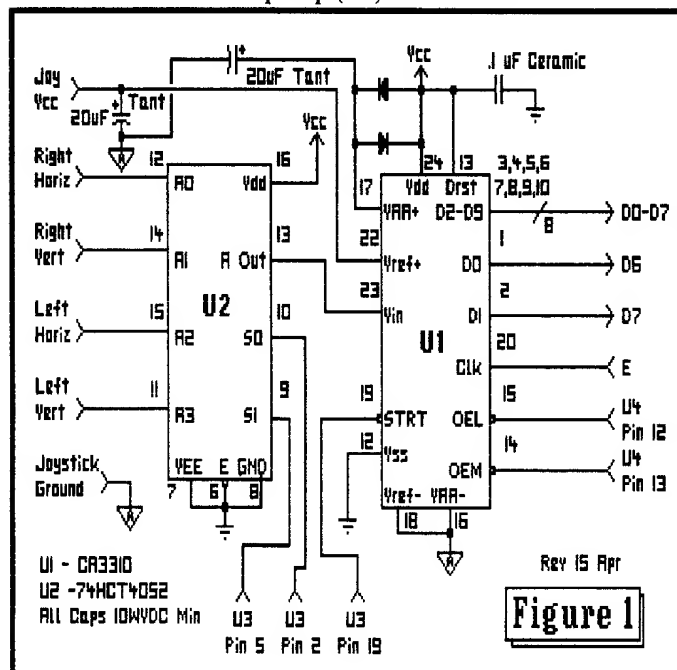 Joy
Vcc
20uF
Tant
20uF Tant
Vcc
.1 uF Ceramic
Right
Horiz
12
16
Vcc
A0
Vdd
17
24
13
3,4,5,6
7,8,9,10
Vdd
Drst
VAA+
D2-D9
8
D0-D7
Right
Vert
14
13
A1
A Out
22
1
Vref+
D0
D6
U2
23
2
Vin
D1
D7
Left
Horiz
15
10
A2
S0
U1
20
Clk
E
Left
Vert
11
9
A3
S1
19
15
STRT
OEL
U4
Pin 12
12
14
Vss
OEM
U4
Pin 13
Joystick
Ground
A
VEE E GND
7
6
8
Vref- VAA-
18
16
A
U1 - CA3310
U2 -74HCT4052
All Caps 10WVDC Min
U3
Pin 5
U3
Pin 2
U3
Pin 19
Rev 15 Apr
Figure 1